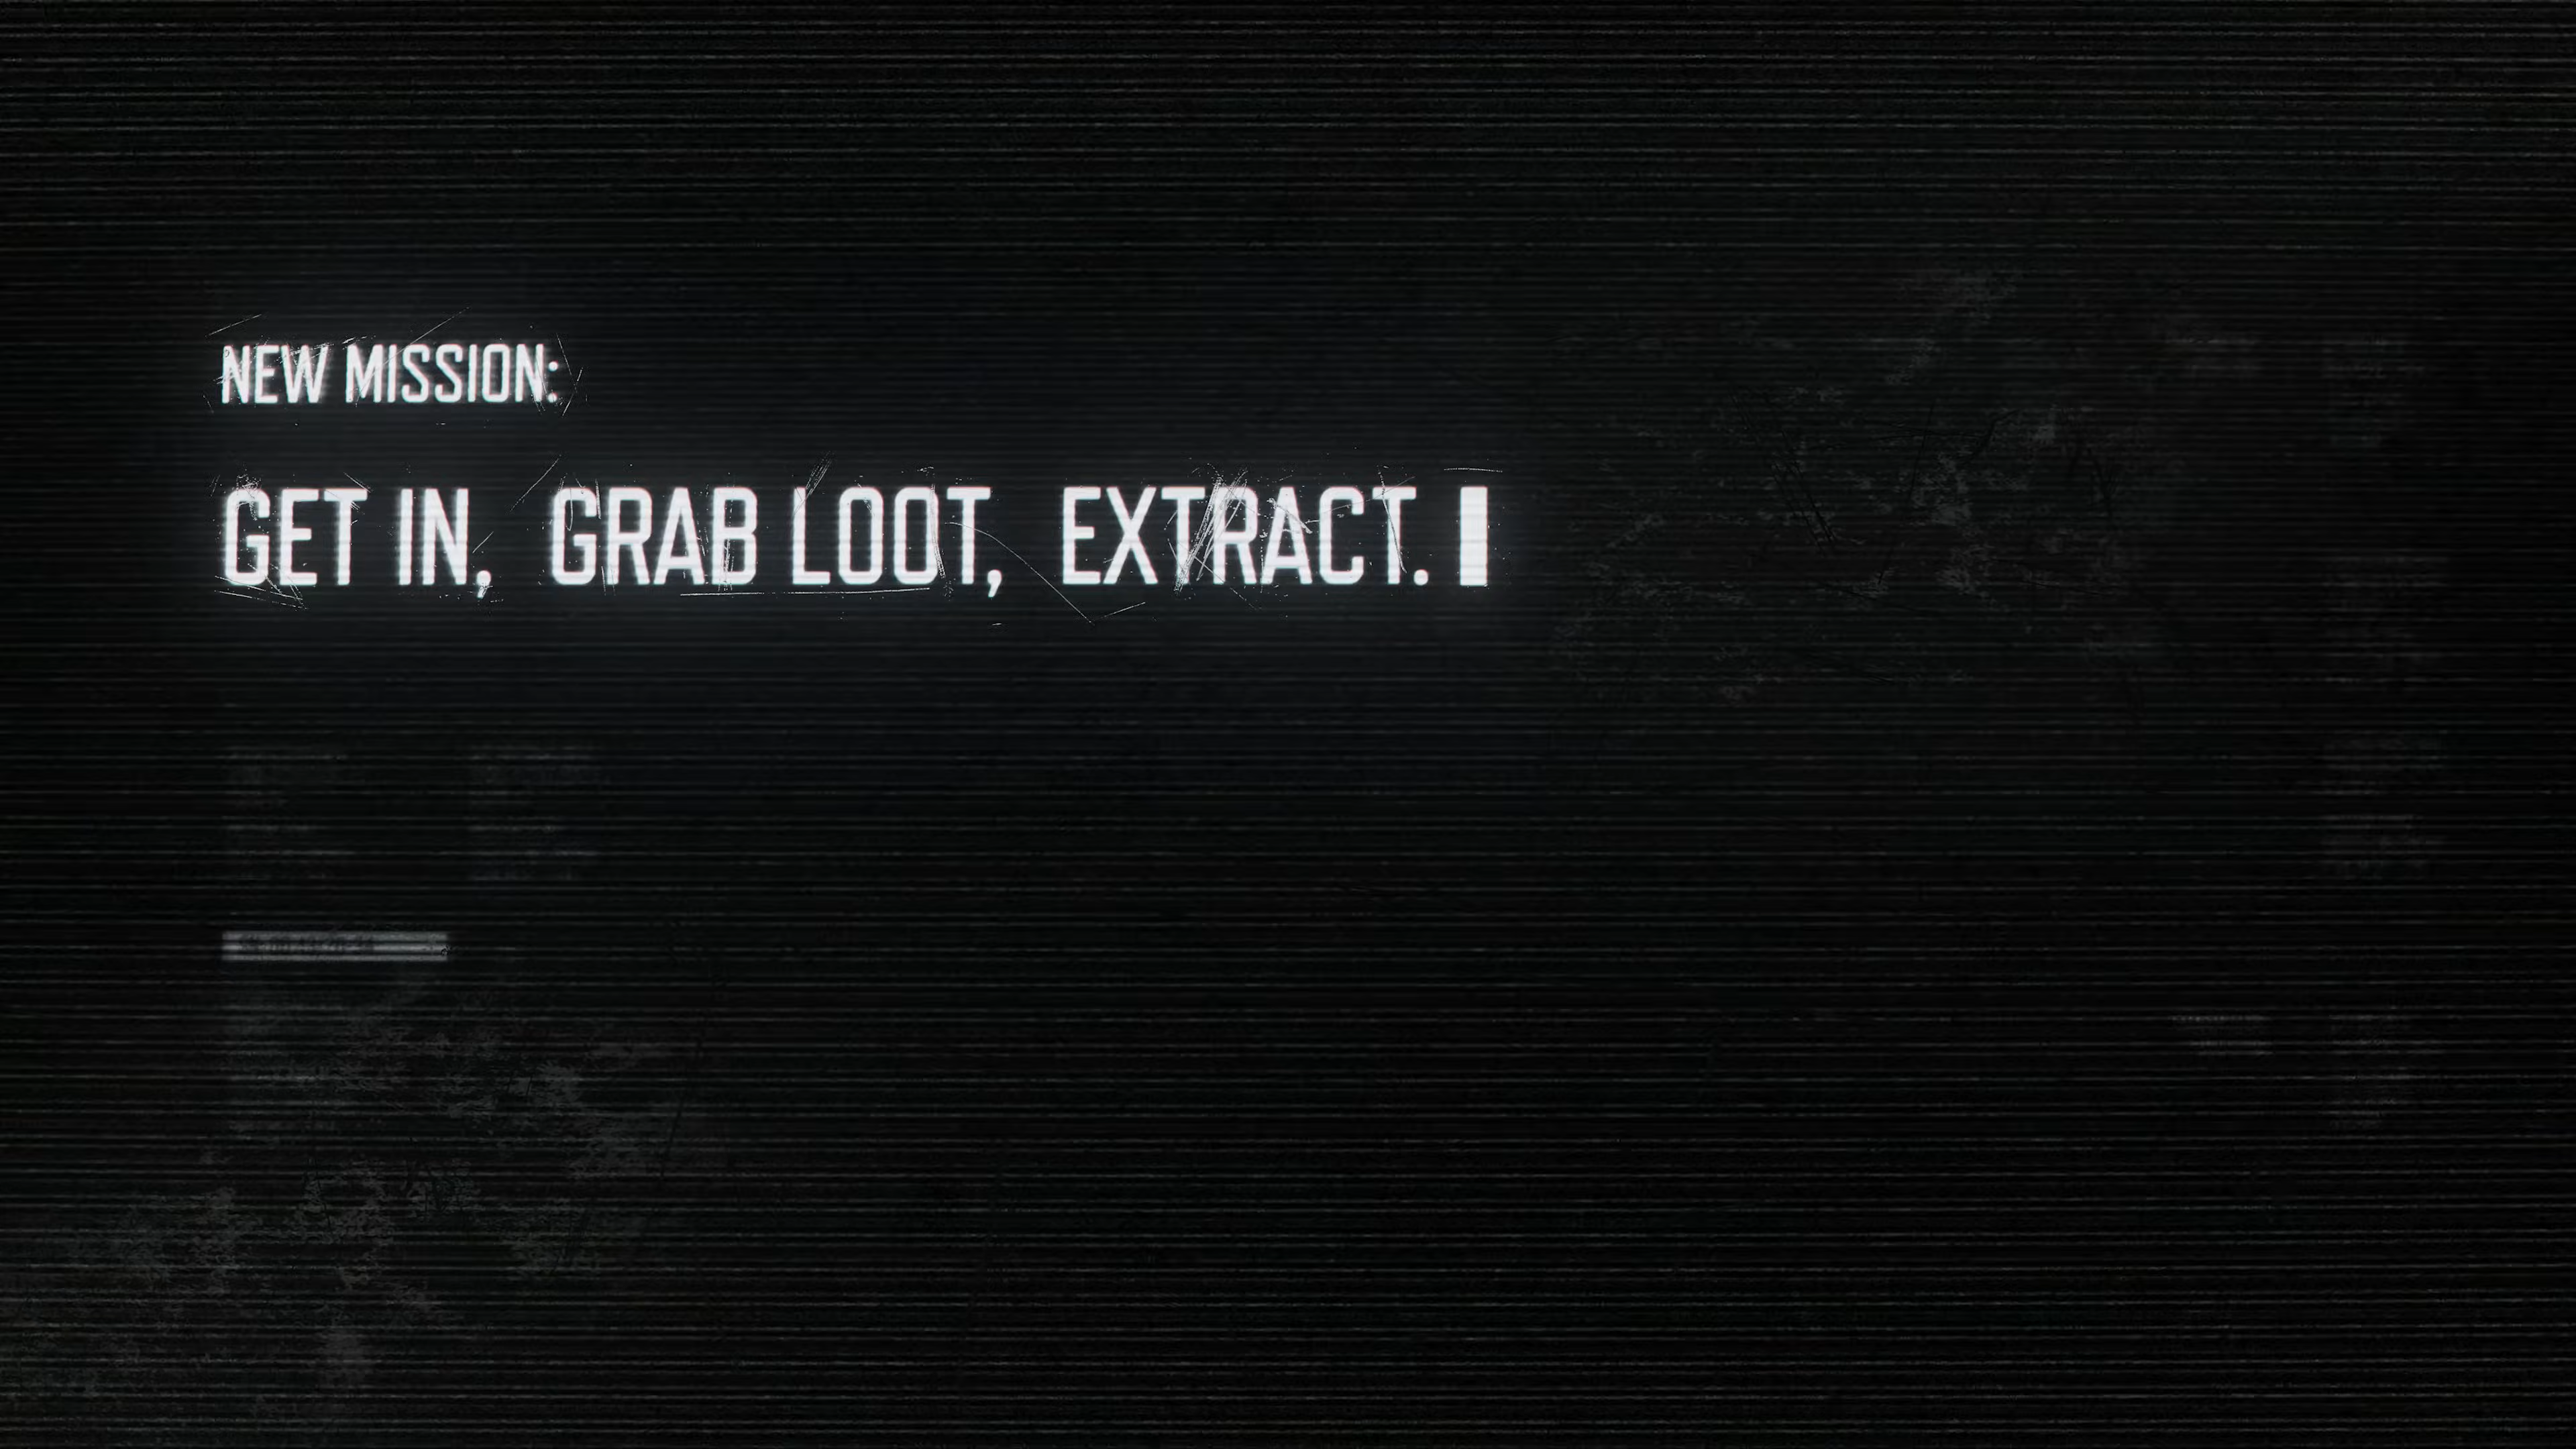 NEW MISSION:
GET IN, GRAB LOOT, EXTRACT.